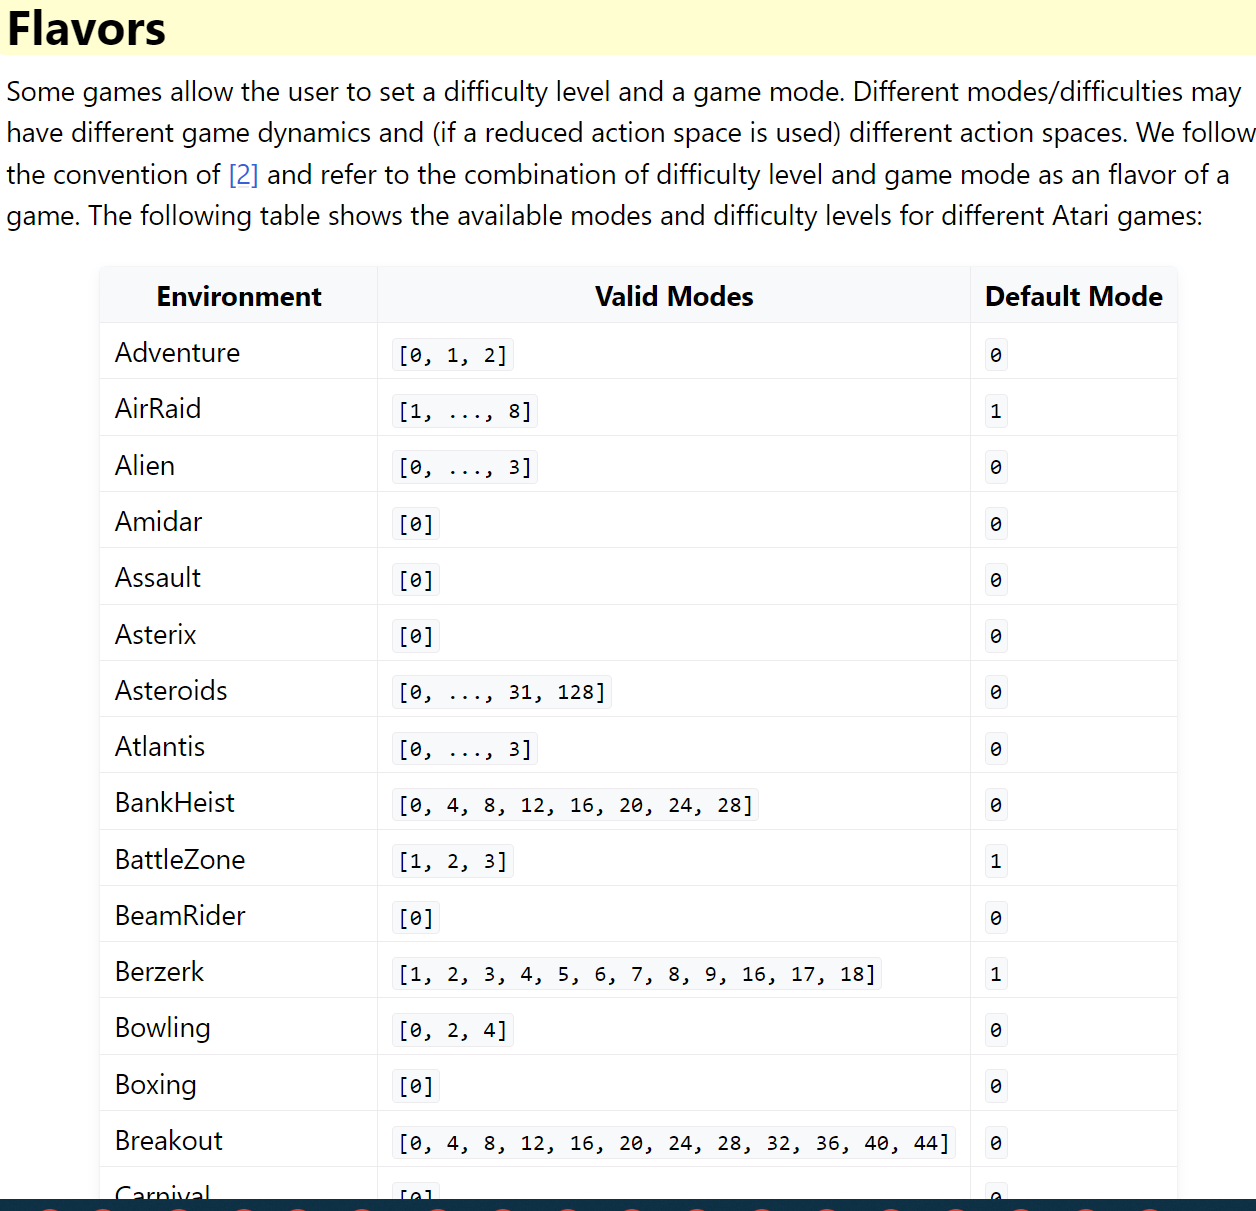 Flavors
Some games allow the user to set a difficulty level and a game mode. Different modes/difficulties may
have different game dynamics and (if a reduced action space is used) different action spaces. We follow
the convention of [2] and refer to the combination of difficulty level and game mode as an flavor of a
game. The following table shows the available modes and difficulty levels for different Atari games:
Environment Valid Modes Default Mode
Adventure [0, 1, 2] 0
AirRaid [1, ..., 8] 1
Alien [0, ..., 3] 0
Amidar [0] 0
Assault [0] 0
Asterix [0] 0
Asteroids [0, ..., 31, 128] 0
Atlantis [0, ..., 3] 0
BankHeist [0, 4, 8, 12, 16, 20, 24, 28] 0
BattleZone [1, 2, 3] 1
BeamRider [0] 0
Berzerk [1, 2, 3, 4, 5, 6, 7, 8, 9, 16, 17, 18] 1
Bowling [0, 2, 4] 0
Boxing [0] 0
Breakout [0, 4, 8, 12, 16, 20, 24, 28, 32, 36, 40, 44] 0
Carnival [0] 0